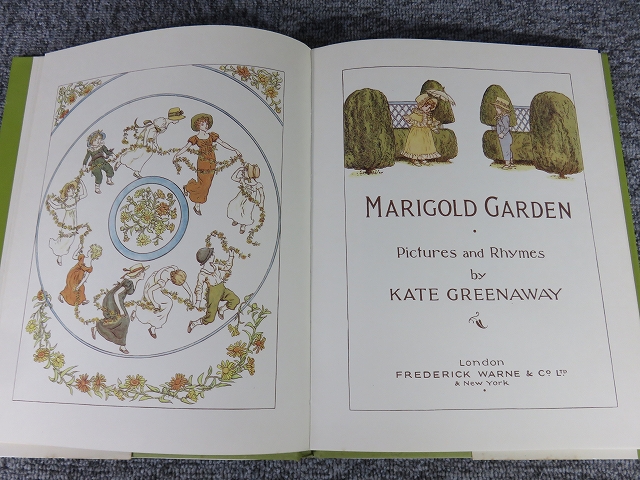 MARIGOLD GARDEN
Pictures and Rhymes
by
KATE GREENAWAY
London
FREDERICK WARNE & Co LTD
& New York